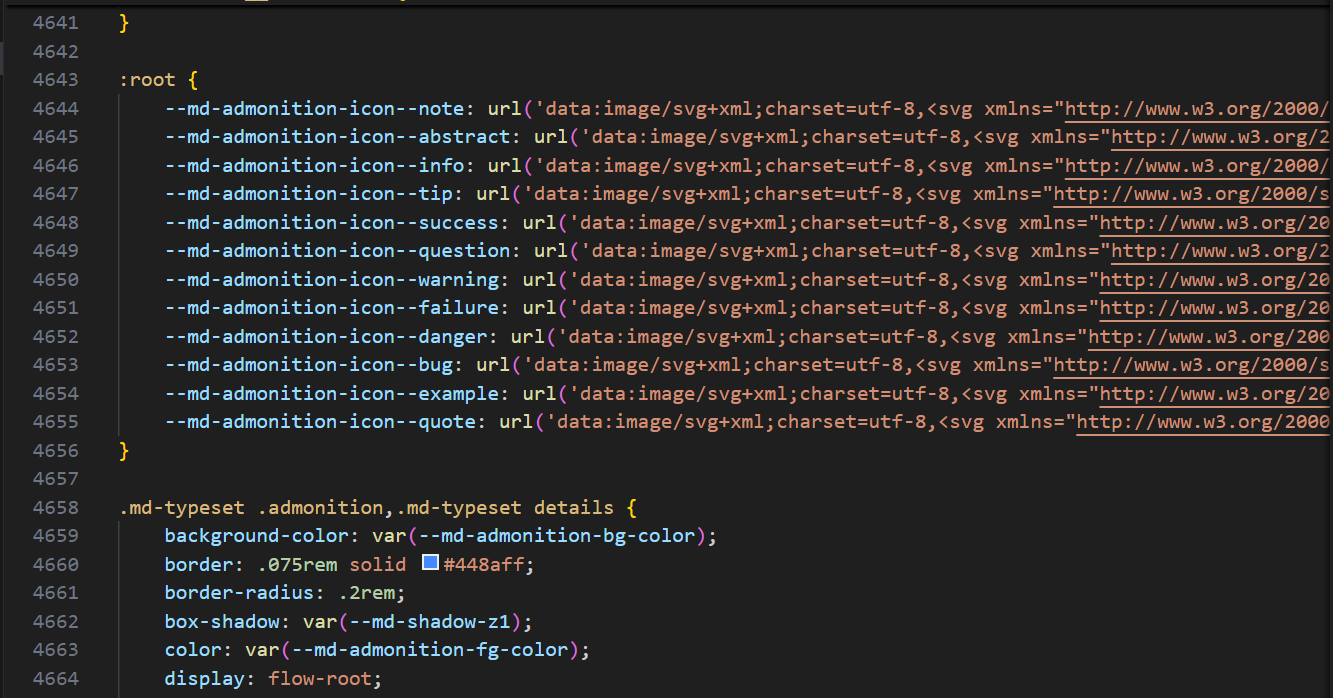 4641 }
4642
4643 :root {
4644 --md-admonition-icon--note: url('data:image/svg+xml;charset=utf-8,<svg xmlns="http://www.w3.org/2000/
4645 --md-admonition-icon--abstract: url('data:image/svg+xml;charset=utf-8,<svg xmlns="http://www.w3.org/2
4646 --md-admonition-icon--info: url('data:image/svg+xml;charset=utf-8,<svg xmlns="http://www.w3.org/2000/
4647 --md-admonition-icon--tip: url('data:image/svg+xml;charset=utf-8,<svg xmlns="http://www.w3.org/2000/s
4648 --md-admonition-icon--success: url('data:image/svg+xml;charset=utf-8,<svg xmlns="http://www.w3.org/20
4649 --md-admonition-icon--question: url('data:image/svg+xml;charset=utf-8,<svg xmlns="http://www.w3.org/2
4650 --md-admonition-icon--warning: url('data:image/svg+xml;charset=utf-8,<svg xmlns="http://www.w3.org/20
4651 --md-admonition-icon--failure: url('data:image/svg+xml;charset=utf-8,<svg xmlns="http://www.w3.org/20
4652 --md-admonition-icon--danger: url('data:image/svg+xml;charset=utf-8,<svg xmlns="http://www.w3.org/200
4653 --md-admonition-icon--bug: url('data:image/svg+xml;charset=utf-8,<svg xmlns="http://www.w3.org/2000/s
4654 --md-admonition-icon--example: url('data:image/svg+xml;charset=utf-8,<svg xmlns="http://www.w3.org/20
4655 --md-admonition-icon--quote: url('data:image/svg+xml;charset=utf-8,<svg xmlns="http://www.w3.org/2000
4656 }
4657
4658 .md-typeset .admonition,.md-typeset details {
4659 background-color: var(--md-admonition-bg-color);
4660 border: .075rem solid #448aff;
4661 border-radius: .2rem;
4662 box-shadow: var(--md-shadow-z1);
4663 color: var(--md-admonition-fg-color);
4664 display: flow-root;